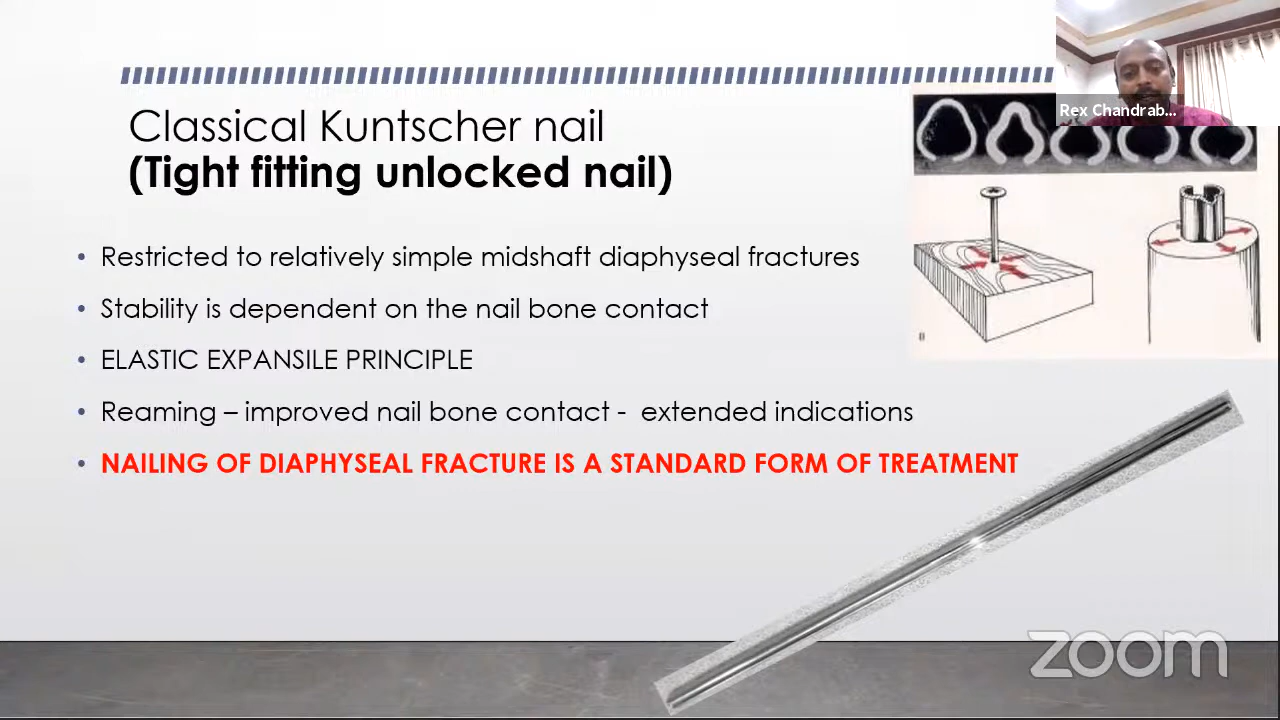 Rex Chandrab...
Classical Kuntscher nail
(Tight fitting unlocked nail)
• Restricted to relatively simple midshaft diaphyseal fractures
• Stability is dependent on the nail bone contact
• ELASTIC EXPANSILE PRINCIPLE
• Reaming – improved nail bone contact - extended indications
• NAILING OF DIAPHYSEAL FRACTURE IS A STANDARD FORM OF TREATMENT
zoom